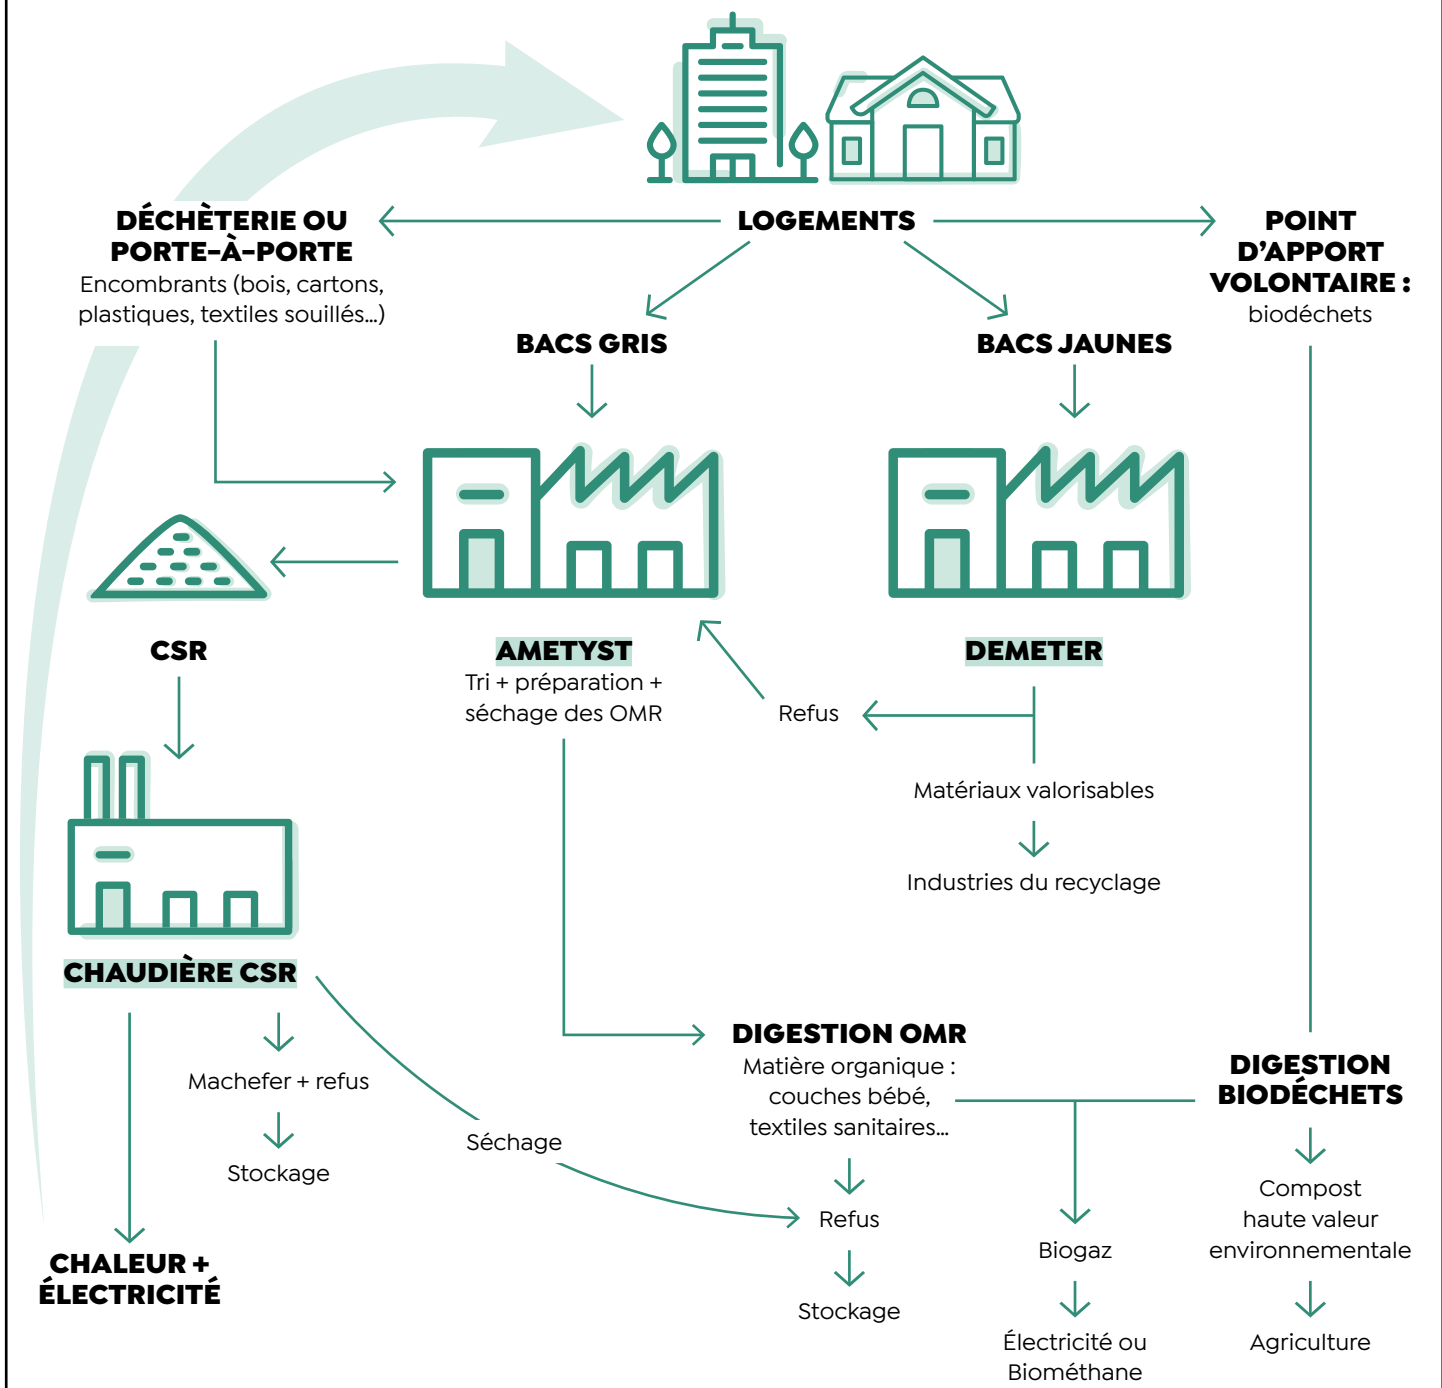 DÉCHÈTERIE OU
PORTE-À-PORTE
Encombrants (bois, cartons,
plastiques, textiles souillés...)
LOGEMENTS
POINT
D’APPORT
VOLONTAIRE :
biodéchets
BACS GRIS
BACS JAUNES
CSR
AMETYST
Tri + préparation +
séchage des OMR
DEMETER
Refus
Matériaux valorisables
Industries du recyclage
CHAUDIÈRE CSR
Machefer + refus
Stockage
CHALEUR +
ÉLECTRICITÉ
Séchage
DIGESTION OMR
Matière organique :
couches bébé,
textiles sanitaires...
Refus
Stockage
Biogaz
Électricité ou
Biométhane
DIGESTION
BIODÉCHETS
Compost
haute valeur
environnementale
Agriculture